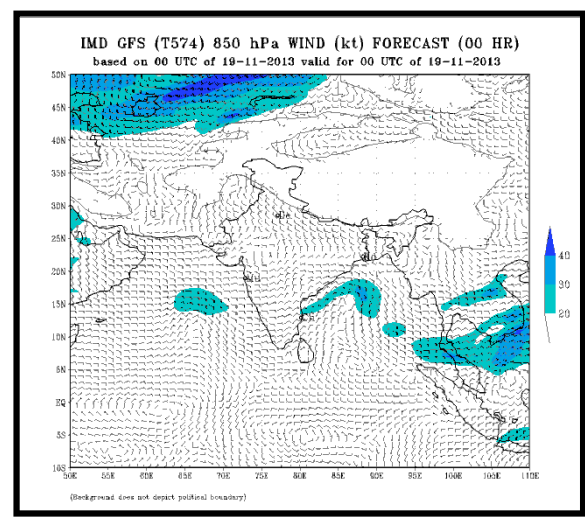 IMD GFS (T574) 850 hPa WIND (kt) FORECAST (00 HR)
based on 00 UTC of 19-11-2013 valid for 00 UTC of 19-11-2013
50N
45N
40N
35N
30N
25N
20N
15N
10N
5N
EQ
5S
10S
50E 55E 60E 65E 70E 75E 80E 85E 90E 95E 100E 105E 110E
40
30
20
(Background does not depict political boundary)